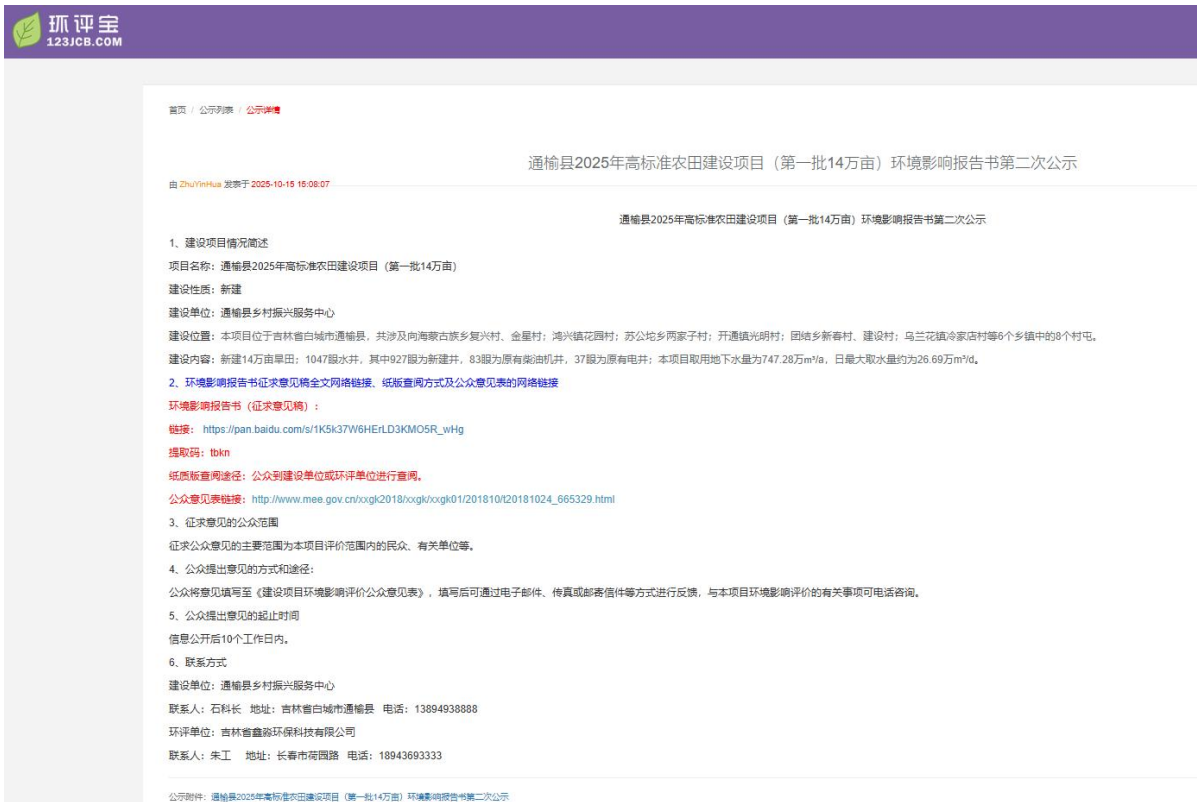 环评宝
123JCB.COM
首页 / 公示列表 / 公示详情
通榆县2025年高标准农田建设项目（第一批14万亩）环境影响报告书第二次公示
由 ZhuYinHua 发表于 2025-10-15 15:08:07
通榆县2025年高标准农田建设项目（第一批14万亩）环境影响报告书第二次公示
1、建设项目情况简述
项目名称：通榆县2025年高标准农田建设项目（第一批14万亩）
建设性质：新建
建设单位：通榆县乡村振兴服务中心
建设位置：本项目位于吉林省白城市通榆县，共涉及向海蒙古族乡复兴村、金星村；鸿兴镇花园村；苏公坨乡两家子村；开通镇光明村；团结乡新春村、建设村；乌兰花镇冷家店村等6个乡镇中的8个村屯。
建设内容：新建14万亩旱田；1047眼水井，其中927眼为新建井，83眼为原有柴油机井，37眼为原有电井；本项目取用地下水量为747.28万m³/a，日最大取水量约为26.69万m³/d。
2、环境影响报告书征求意见稿全文网络链接、纸版查阅方式及公众意见表的网络链接
环境影响报告书（征求意见稿）：
链接： https://pan.baidu.com/s/1K5k37W6HErLD3KMO5R_wHg
提取码：tbkn
纸质版查阅途径：公众到建设单位或环评单位进行查阅。
公众意见表链接：http://www.mee.gov.cn/xxgk2018/xxgk/xxgk01/201810/t20181024_665329.html
3、征求意见的公众范围
征求公众意见的主要范围为本项目评价范围内的民众、有关单位等。
4、公众提出意见的方式和途径：
公众将意见填写至《建设项目环境影响评价公众意见表》，填写后可通过电子邮件、传真或邮寄信件等方式进行反馈，与本项目环境影响评价的有关事项可电话咨询。
5、公众提出意见的起止时间
信息公开后10个工作日内。
6、联系方式
建设单位：通榆县乡村振兴服务中心
联系人：石科长 地址：吉林省白城市通榆县 电话：13894938888
环评单位：吉林省鑫淼环保科技有限公司
联系人：朱工 地址：长春市荷园路 电话：18943693333
公示附件：通榆县2025年高标准农田建设项目（第一批14万亩）环境影响报告书第二次公示